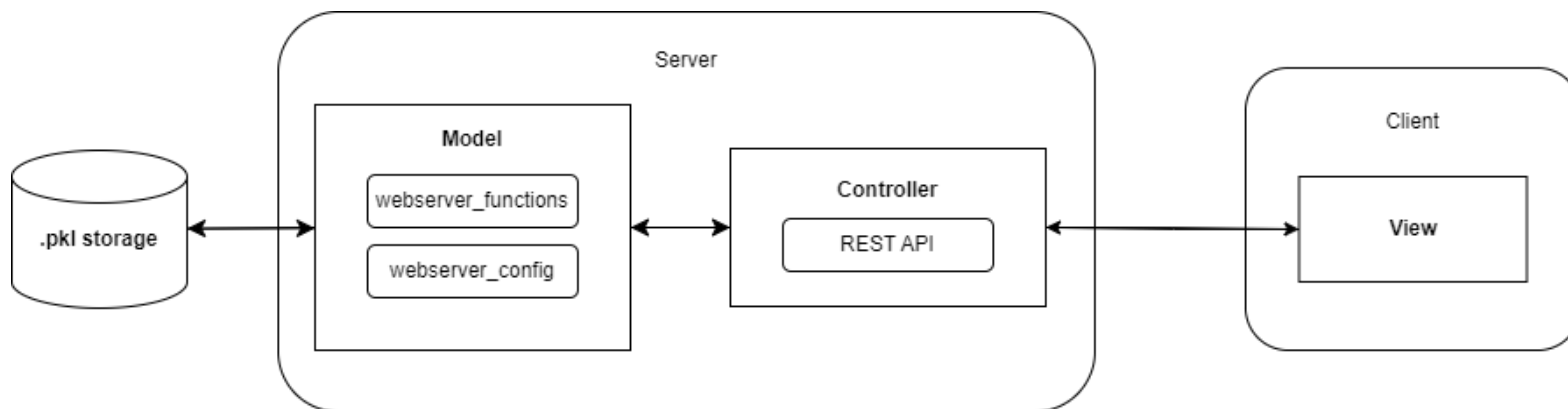 Server
Model
webserver_functions
webserver_config
.pkl storage
Controller
REST API
Client
View